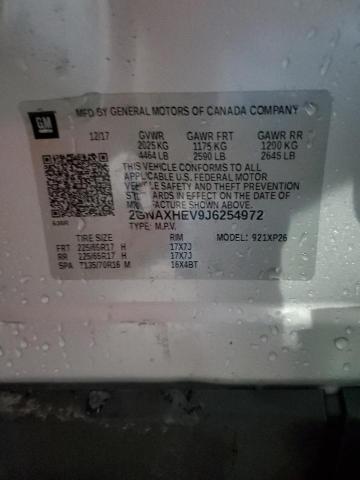 GM
MFD BY GENERAL MOTORS OF CANADA COMPANY
12/17 GVWR GAWR FRT GAWR RR
2025 KG 1175 KG 1200 KG
4464 LB 2590 LB 2645 LB
THIS VEHICLE CONFORMS TO ALL
APPLICABLE U.S. FEDERAL MOTOR
VEHICLE SAFETY AND THEFT PREVENTION
STANDARDS IN EFFECT ON THE DATE OF
MANUFACTURE SHOWN ABOVE.
2GNAXHEV9J6254972
TYPE: M.P.V. MODEL: 921XP26
TIRE SIZE RIM
FRT 225/65R17 H 17X7J
RR 225/65R17 H 17X7J
SPA T135/70R16 M 16X4BT